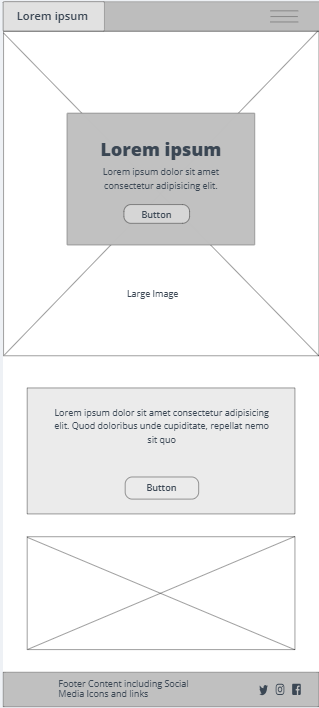 Lorem ipsum
Lorem ipsum
Lorem ipsum dolor sit amet
consectetur adipisicing elit.
Button
Large Image
Lorem ipsum dolor sit amet consectetur adipisicing
elit. Quod doloribus unde cupiditate, repellat nemo
sit quo
Button
Footer Content including Social
Media Icons and links